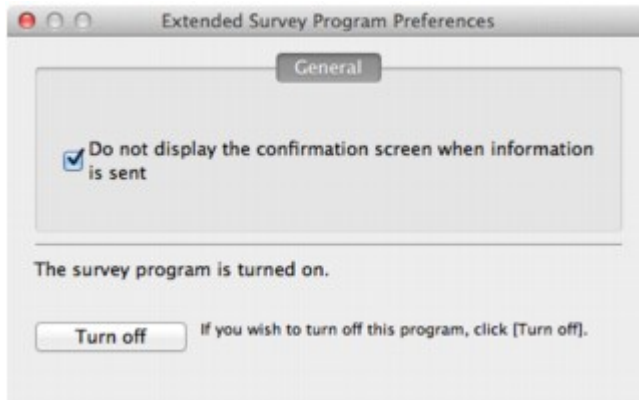 Extended Survey Program Preferences
General
Do not display the confirmation screen when information
is sent
The survey program is turned on.
Turn off
If you wish to turn off this program, click [Turn off].